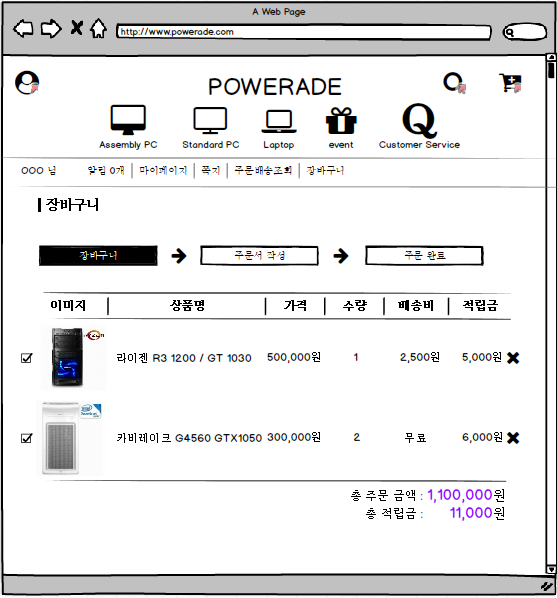 A Web Page
http://www.powerade.com
POWERADE
Assembly PC Standard PC Laptop event Customer Service
OOO 님 알림 0개 마이페이지 쪽지 주문배송조회 장바구니
장바구니
장바구니 주문서 작성 주문 완료
이미지 상품명 가격 수량 배송비 적립금
라이젠 R3 1200 / GT 1030 500,000원 1 2,500원 5,000원
카비레이크 G4560 GTX1050 300,000원 2 무료 6,000원
총 주문 금액 : 1,100,000원
총 적립금 : 11,000원